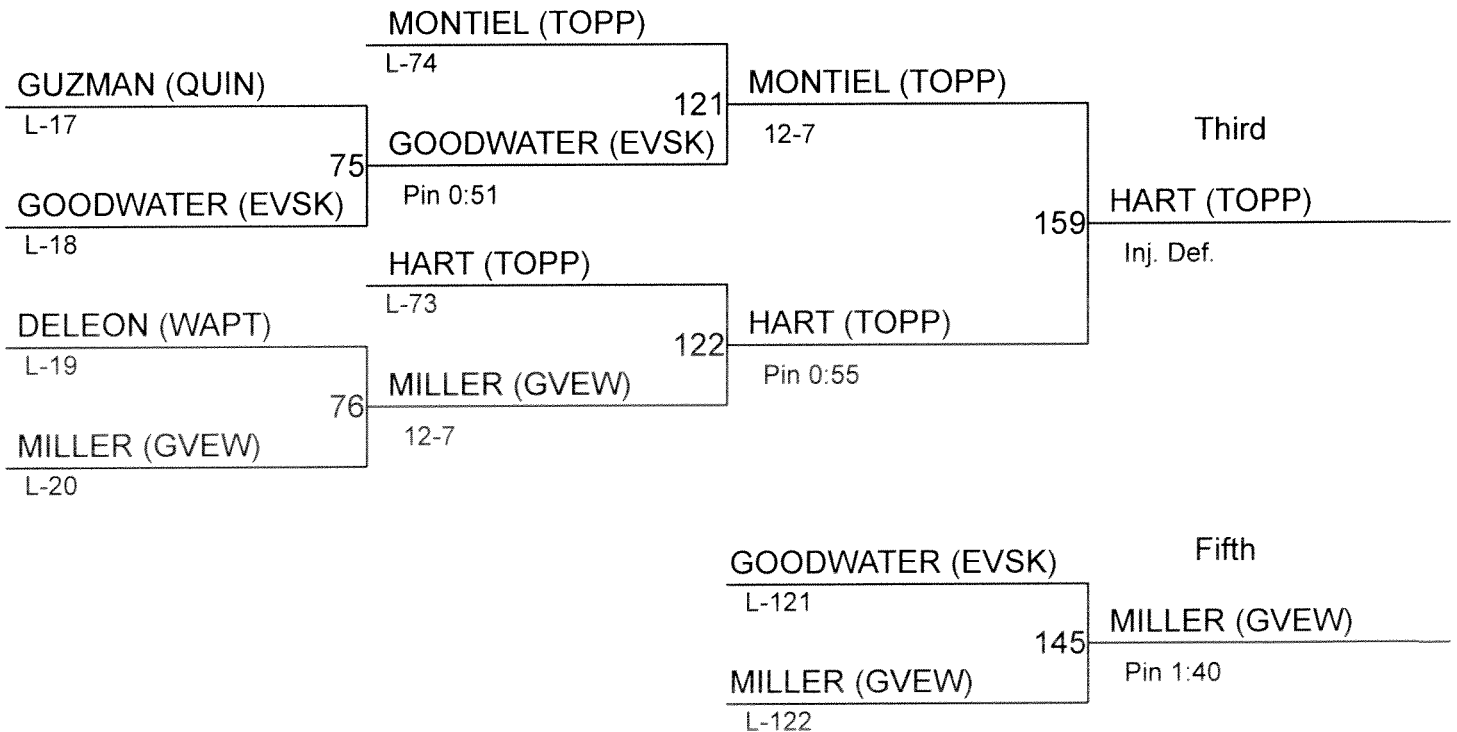 MONTIEL (TOPP)
L-74
GUZMAN (QUIN)
L-17
121
MONTIEL (TOPP)
12-7
Third
75
GOODWATER (EVSK)
Pin 0:51
GOODWATER (EVSK)
L-18
159
HART (TOPP)
Inj. Def.
HART (TOPP)
L-73
DELEON (WAPT)
L-19
122
HART (TOPP)
Pin 0:55
76
MILLER (GVEW)
12-7
MILLER (GVEW)
L-20
Fifth
GOODWATER (EVSK)
L-121
145
MILLER (GVEW)
Pin 1:40
MILLER (GVEW)
L-122